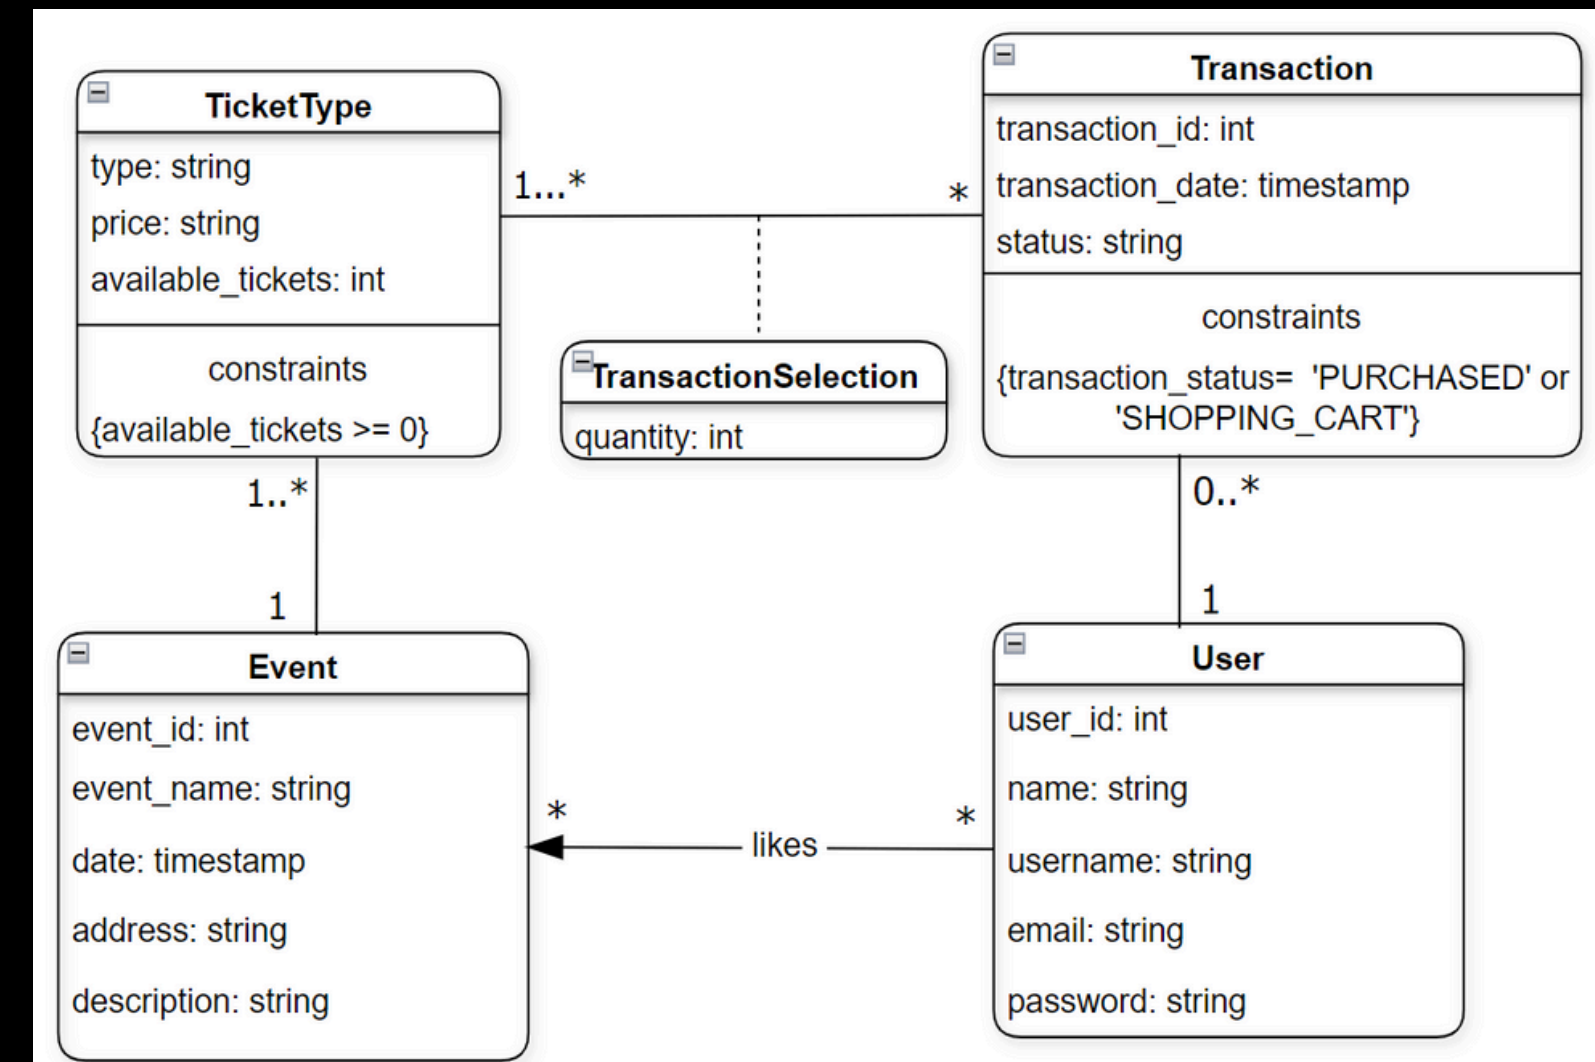 TicketType
type: string
price: string
available_tickets: int
constraints
{available_tickets >= 0}
1...*
*
Transaction
transaction_id: int
transaction_date: timestamp
status: string
constraints
{transaction_status= 'PURCHASED' or
'SHOPPING_CART'}
TransactionSelection
quantity: int
1..*
1
0..*
1
Event
event_id: int
event_name: string
date: timestamp
address: string
description: string
*
likes
*
User
user_id: int
name: string
username: string
email: string
password: string